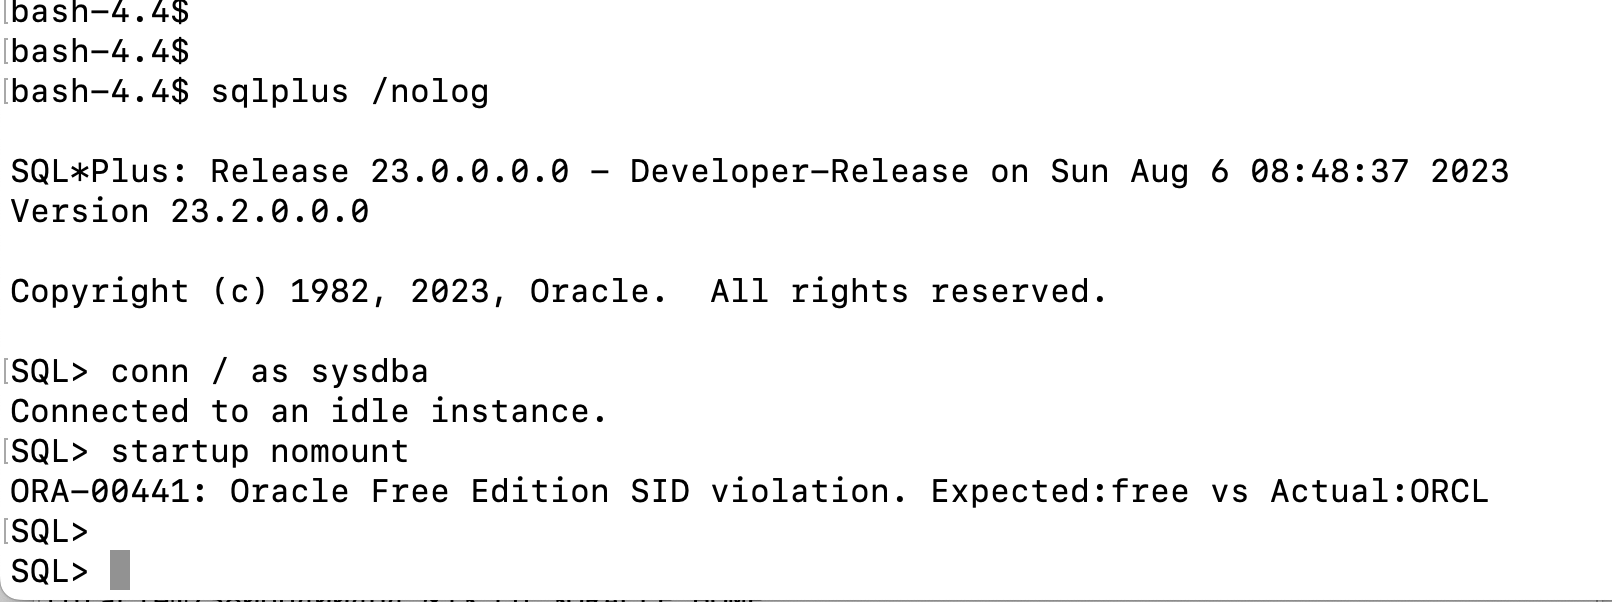 bash-4.4$
bash-4.4$
bash-4.4$ sqlplus /nolog
SQL*Plus: Release 23.0.0.0.0 - Developer-Release on Sun Aug 6 08:48:37 2023
Version 23.2.0.0.0
Copyright (c) 1982, 2023, Oracle.  All rights reserved.
SQL> conn / as sysdba
Connected to an idle instance.
SQL> startup nomount
ORA-00441: Oracle Free Edition SID violation. Expected:free vs Actual:ORCL
SQL>
SQL>